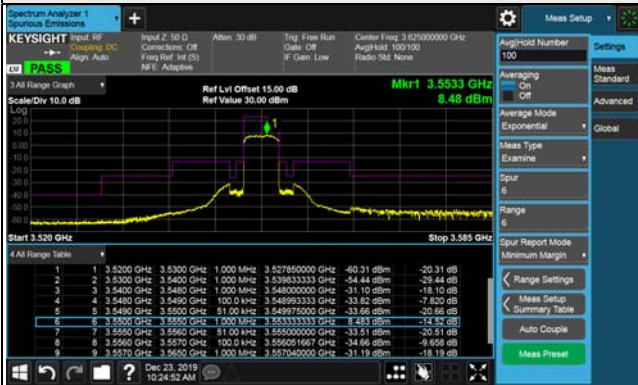 Spectrum Analyzer 1
Spurious Emissions
+
Meas Setup
KEYSIGHT
Input: RF
Coupling: DC
Align: Auto
Input Z: 50 Ω
Corrections: Off
Freq Ref: Int (S)
NFE: Adaptive
Atten: 30 dB
Trig: Free Run
Gate: Off
IF Gain: Low
Center Freq: 3.625000000 GHz
Avg|Hold: 100/100
Radio Std: None
PASS
3 All Range Graph
Scale/Div 10.0 dB
Ref Lvl Offset 15.00 dB
Ref Value 30.00 dBm
Mkr1 3.5533 GHz
8.48 dBm
Log
20.0
10.0
0.00
-10.0
-20.0
-30.0
-40.0
-50.0
-60.0
1
Start 3.520 GHz
Stop 3.585 GHz
4 All Range Table
1 1 3.5200 GHz 3.5300 GHz 1.000 MHz 3.527850000 GHz -60.31 dBm -20.31 dB
2 2 3.5300 GHz 3.5400 GHz 1.000 MHz 3.539833333 GHz -54.44 dBm -29.44 dB
3 3 3.5400 GHz 3.5480 GHz 1.000 MHz 3.548000000 GHz -31.10 dBm -18.10 dB
4 4 3.5480 GHz 3.5490 GHz 100.0 kHz 3.548993333 GHz -33.82 dBm -7.820 dB
5 5 3.5490 GHz 3.5500 GHz 51.00 kHz 3.549975000 GHz -33.66 dBm -20.66 dB
6 6 3.5500 GHz 3.5550 GHz 1.000 MHz 3.553333333 GHz 8.483 dBm -14.52 dB
7 7 3.5550 GHz 3.5560 GHz 51.00 kHz 3.555000000 GHz -33.51 dBm -20.51 dB
8 8 3.5560 GHz 3.5570 GHz 100.0 kHz 3.556051667 GHz -34.66 dBm -9.658 dB
9 9 3.5570 GHz 3.5650 GHz 1.000 MHz 3.557040000 GHz -31.19 dBm -18.19 dB
?
Dec 23, 2019
10:24:52 AM
Avg|Hold Number
100
Averaging
On
Off
Average Mode
Exponential
Meas Type
Examine
Spur
6
Range
6
Spur Report Mode
Minimum Margin
Range Settings
Meas Setup
Summary Table
Auto Couple
Meas Preset
Settings
Meas
Standard
Advanced
Global